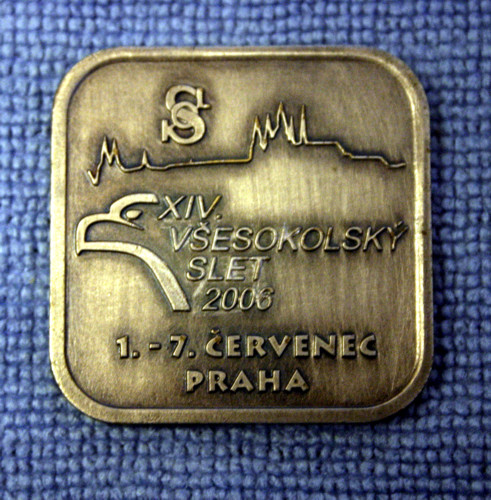 XIV.
VŠESOKOLSKÝ
SLET
2006
1. - 7. ČERVENEC
PRAHA